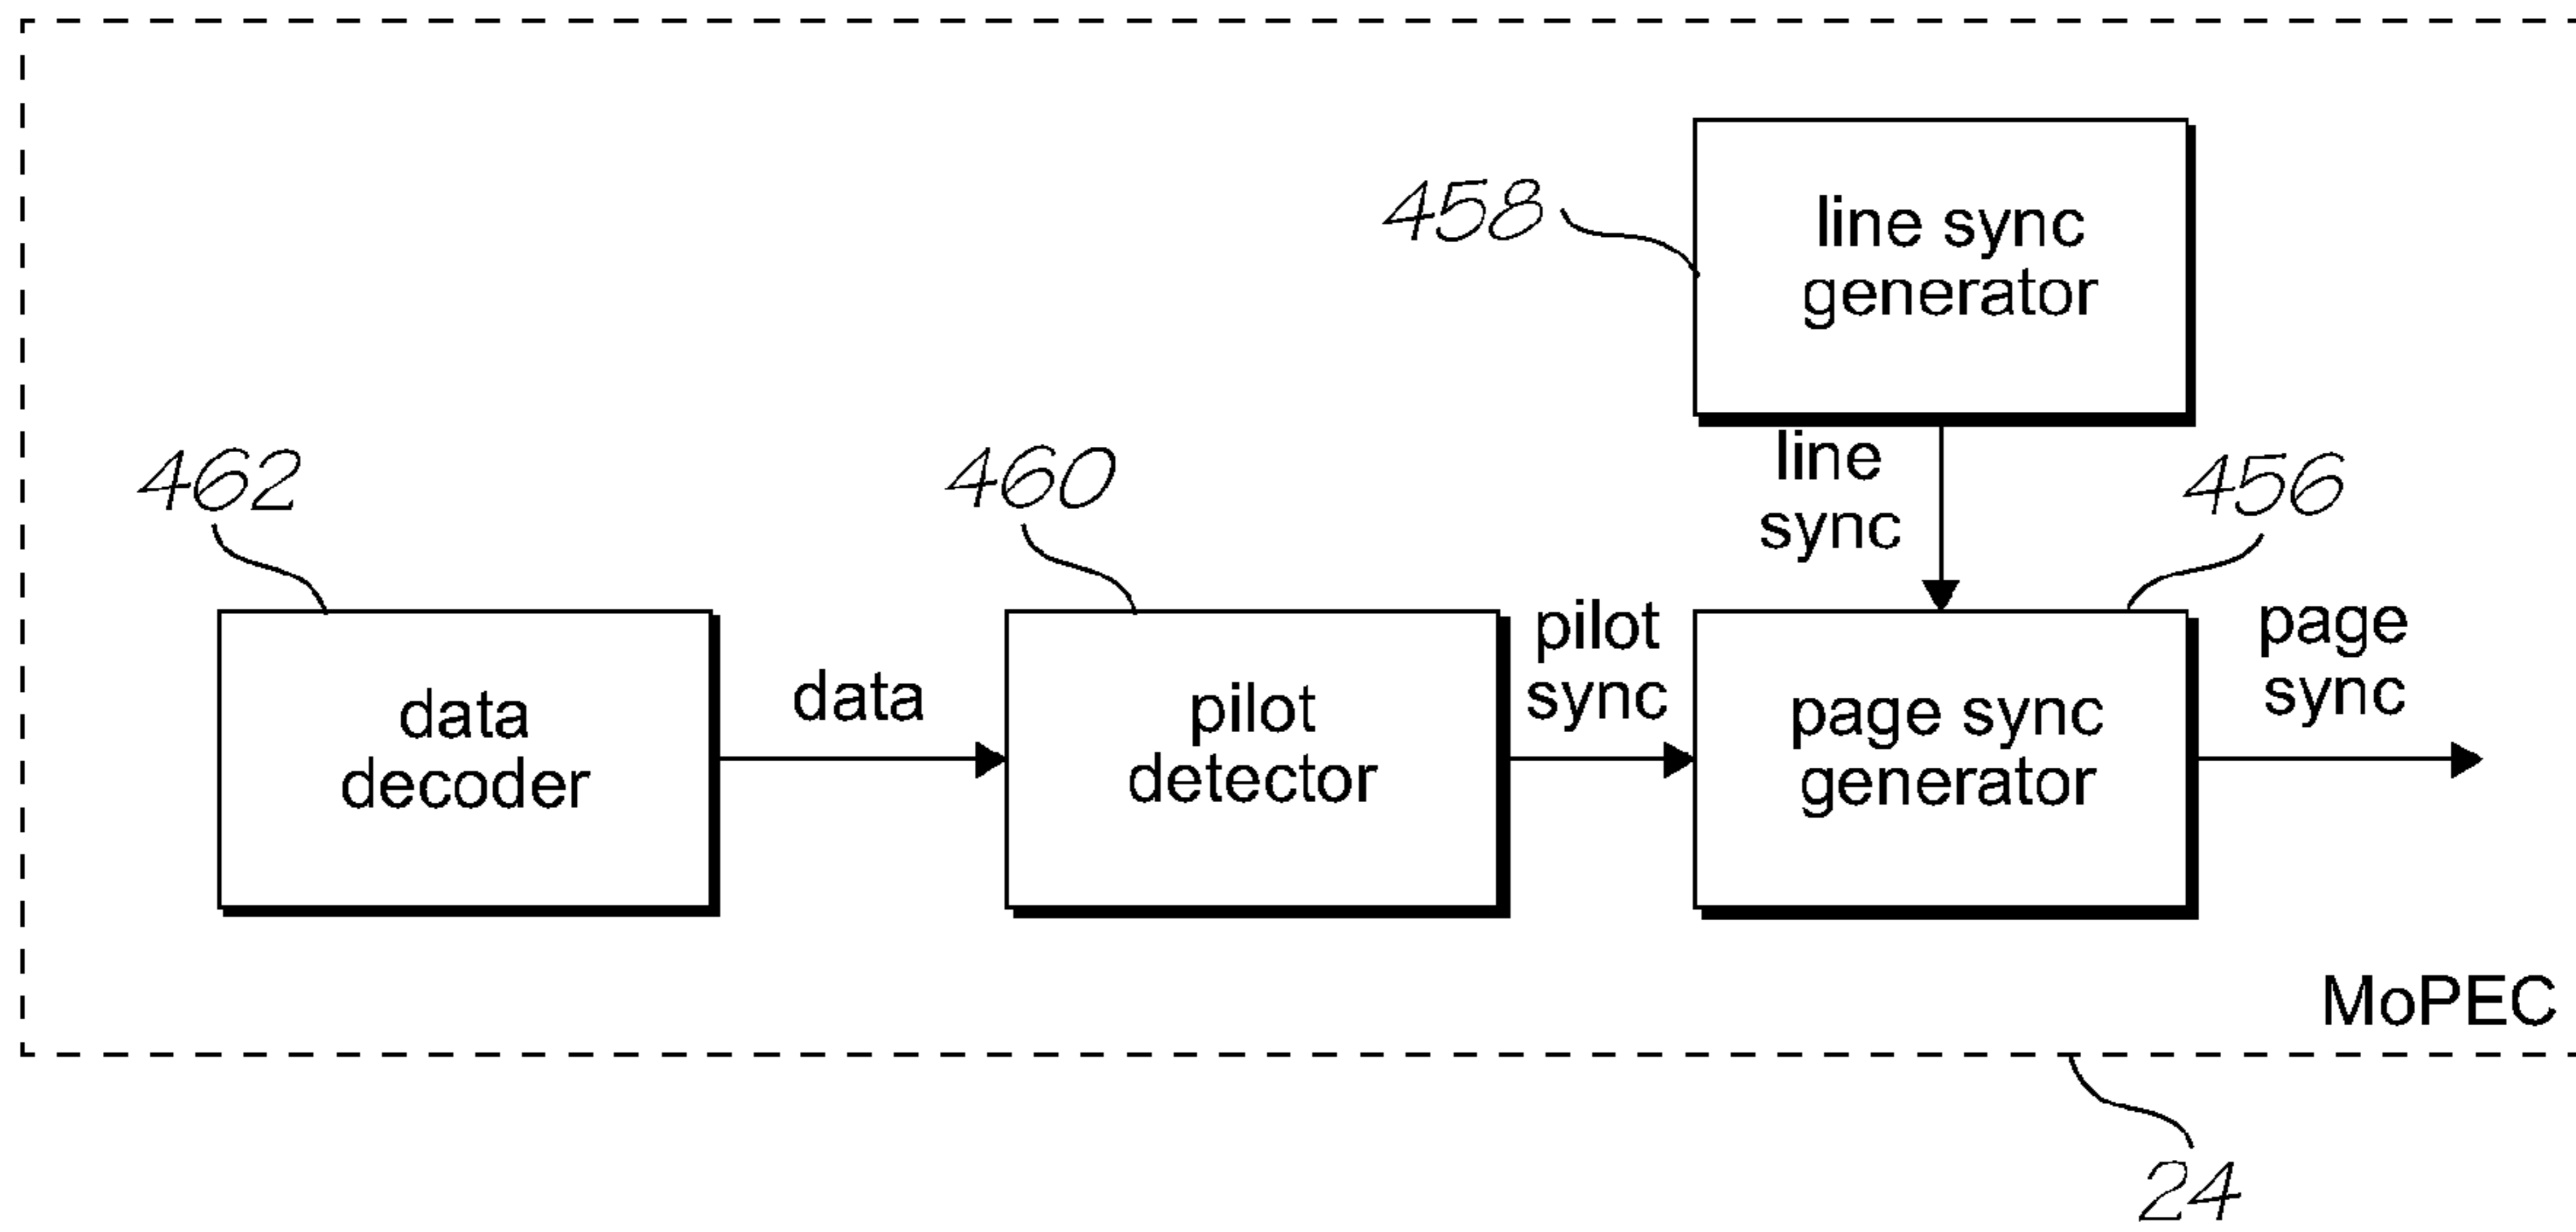 458
line sync
generator
line
sync
462
460
456
data
decoder
data
pilot
detector
pilot
sync
page sync
generator
page
sync
MoPEC
24